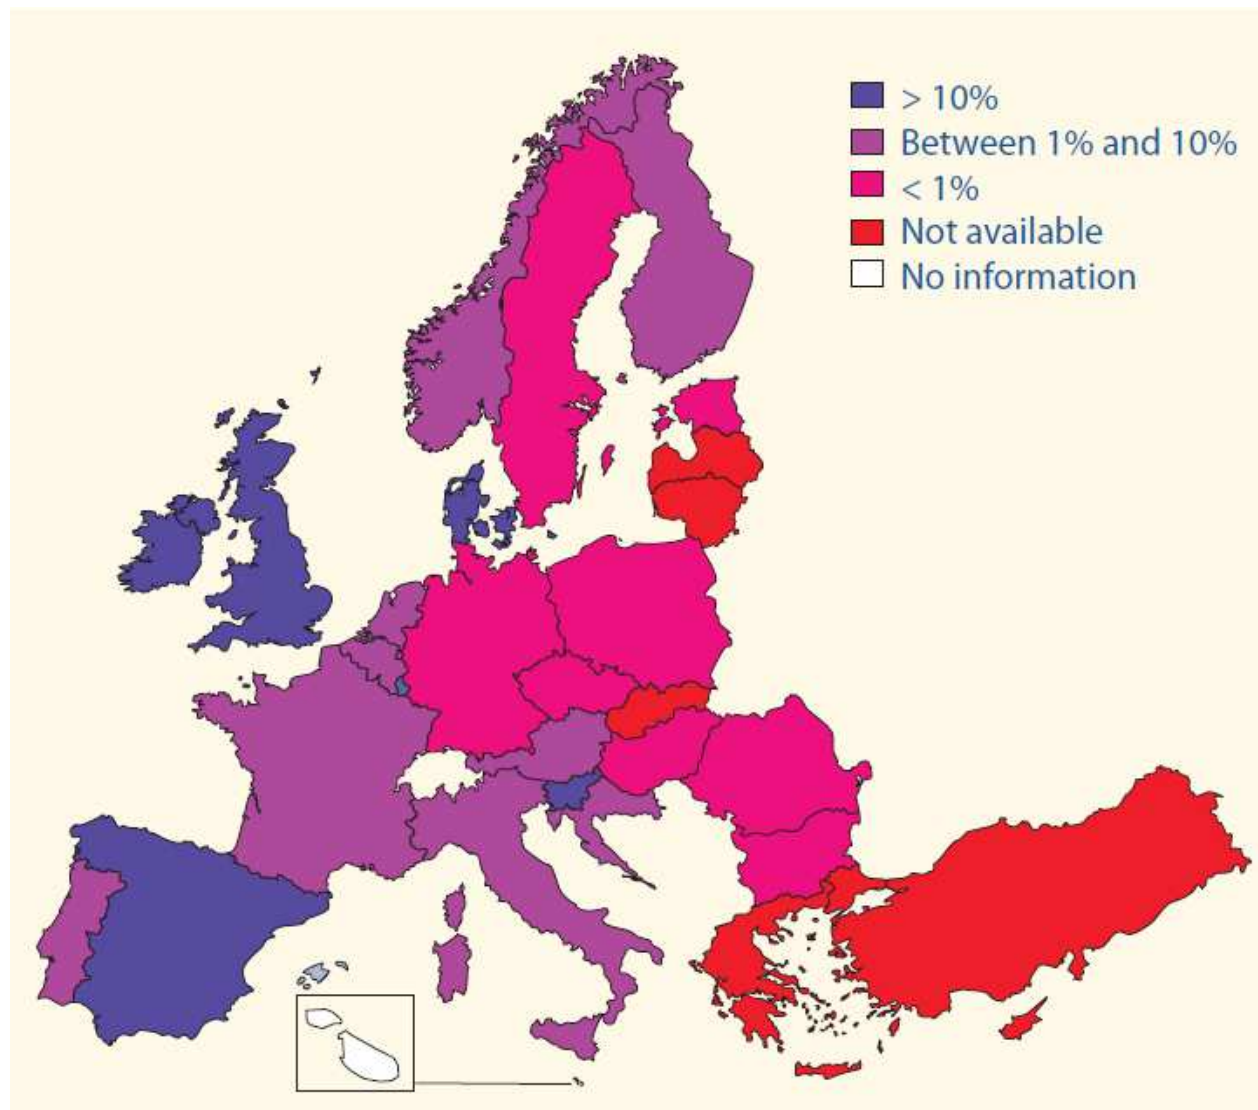 > 10%
Between 1% and 10%
< 1%
Not available
No information